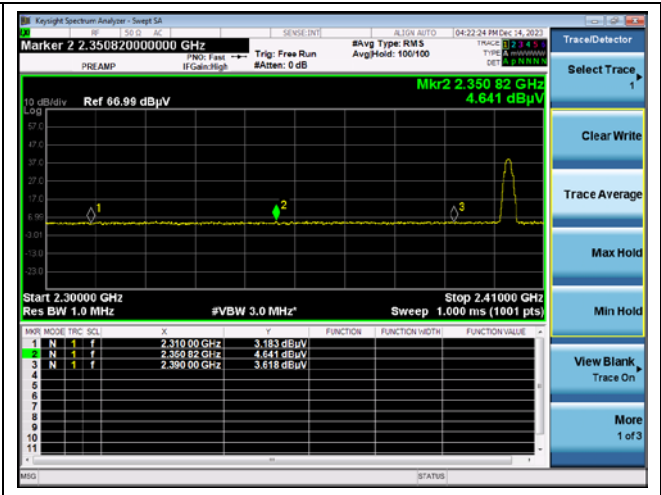 Keysight Spectrum Analyzer - Swept SA
RF 50 Ω AC SENSE:INT ALIGN AUTO 04:22:24 PM Dec 14, 2023
Marker 2 2.350820000000 GHz #Avg Type: RMS TRACE 1 2 3 4 5 6
PNO: Fast Trig: Free Run Avg|Hold: 100/100 TYPE
PREAMP IFGain:High #Atten: 0 dB DET A P N N N N
Mkr2 2.350 82 GHz
4.641 dBµV
10 dB/div Ref 66.99 dBµV
Log
57.0
47.0
37.0
27.0
17.0
6.99
-3.01
-13.0
-23.0
1
2
3
Start 2.30000 GHz Stop 2.41000 GHz
Res BW 1.0 MHz #VBW 3.0 MHz* Sweep 1.000 ms (1001 pts)
MKR MODE TRC SCL X Y FUNCTION FUNCTION WIDTH FUNCTION VALUE
1 N 1 f 2.310 00 GHz 3.183 dBµV
2 N 1 f 2.350 82 GHz 4.641 dBµV
3 N 1 f 2.390 00 GHz 3.618 dBµV
4
5
6
7
8
9
10
11
MSG STATUS
Trace/Detector
Select Trace
1
Clear Write
Trace Average
Max Hold
Min Hold
View Blank
Trace On
More
1 of 3